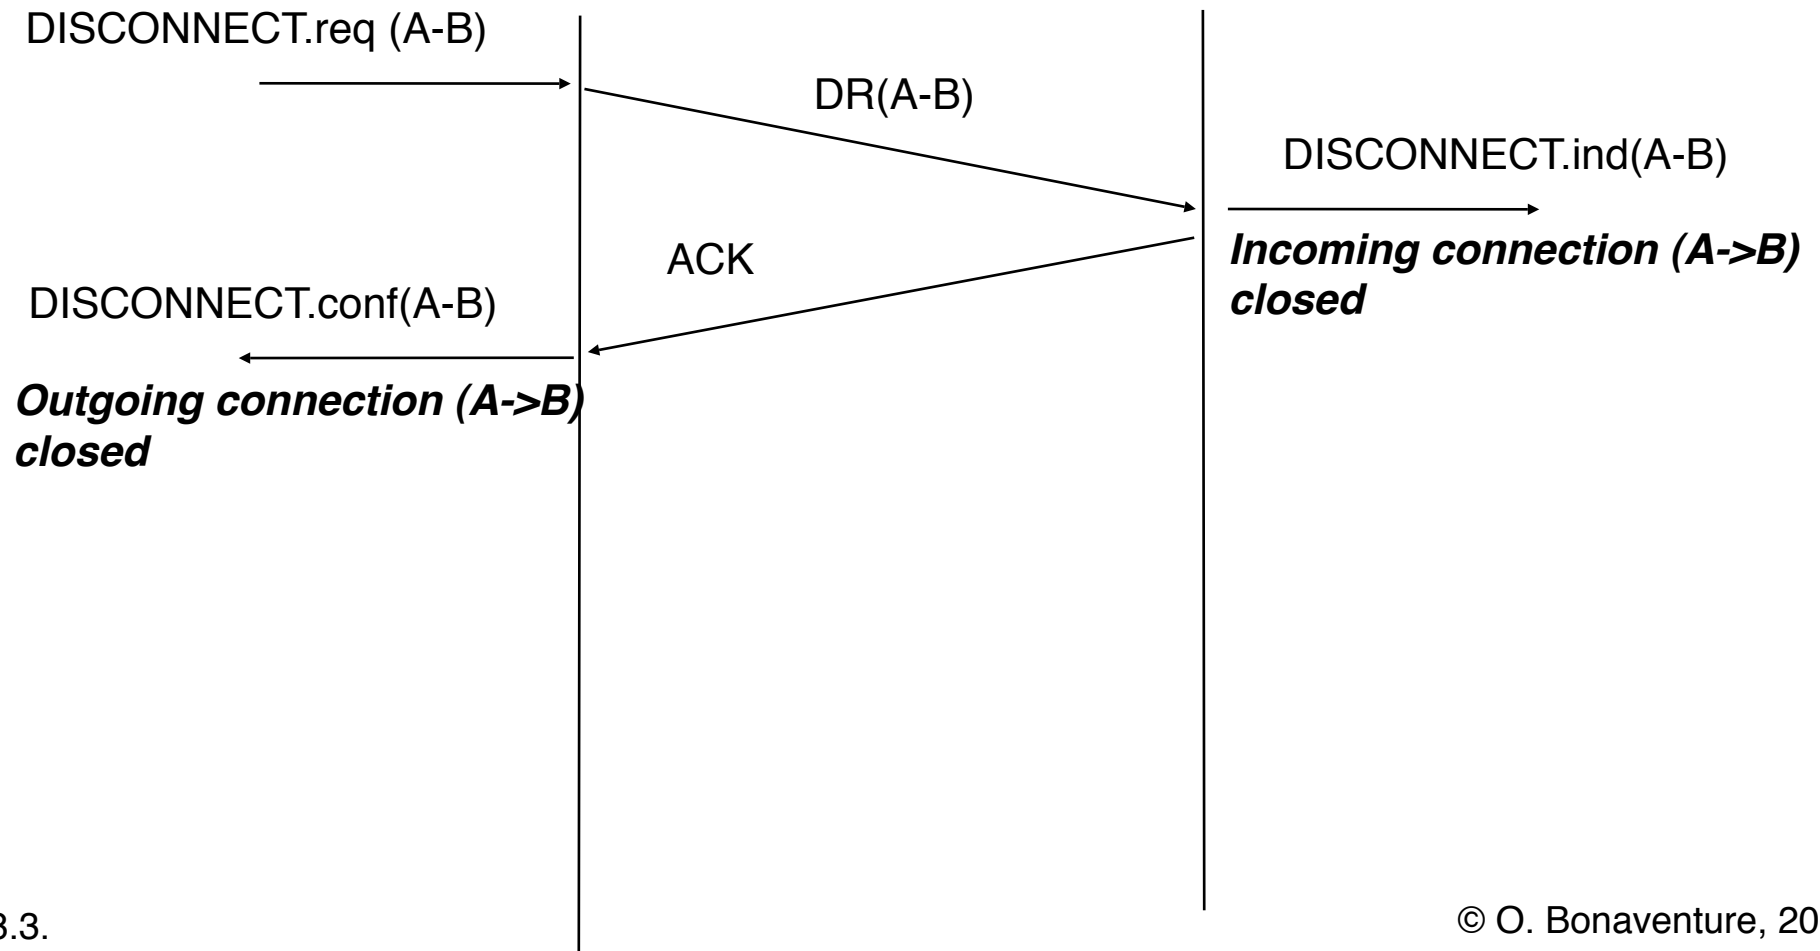 DISCONNECT.req (A-B)
DR(A-B)
DISCONNECT.ind(A-B)
ACK
Incoming connection (A->B)
closed
DISCONNECT.conf(A-B)
Outgoing connection (A->B)
closed
3.3.
© O. Bonaventure, 20